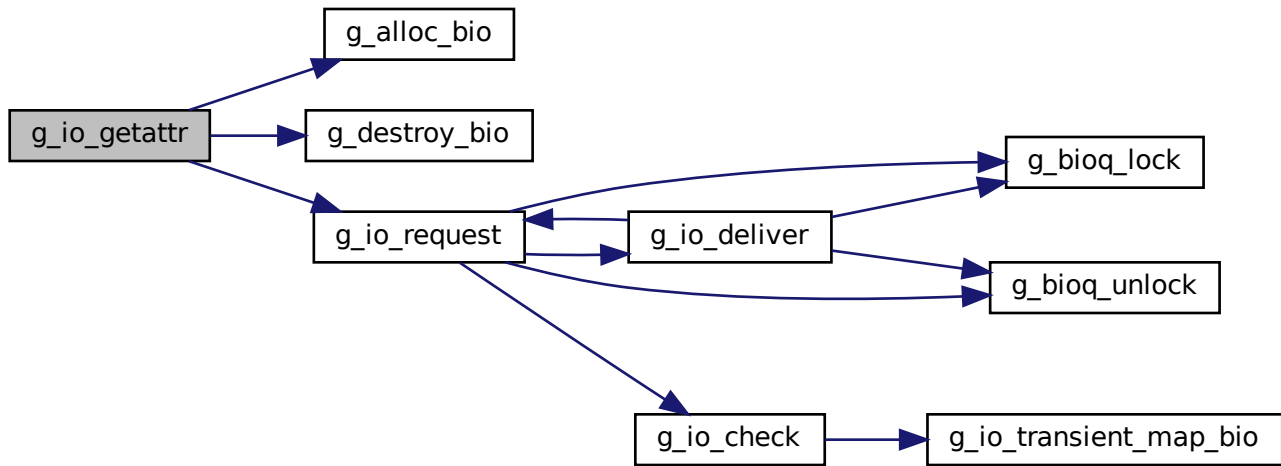 g_alloc_bio
g_io_getattr
g_destroy_bio
g_bioq_lock
g_io_request
g_io_deliver
g_bioq_unlock
g_io_check
g_io_transient_map_bio